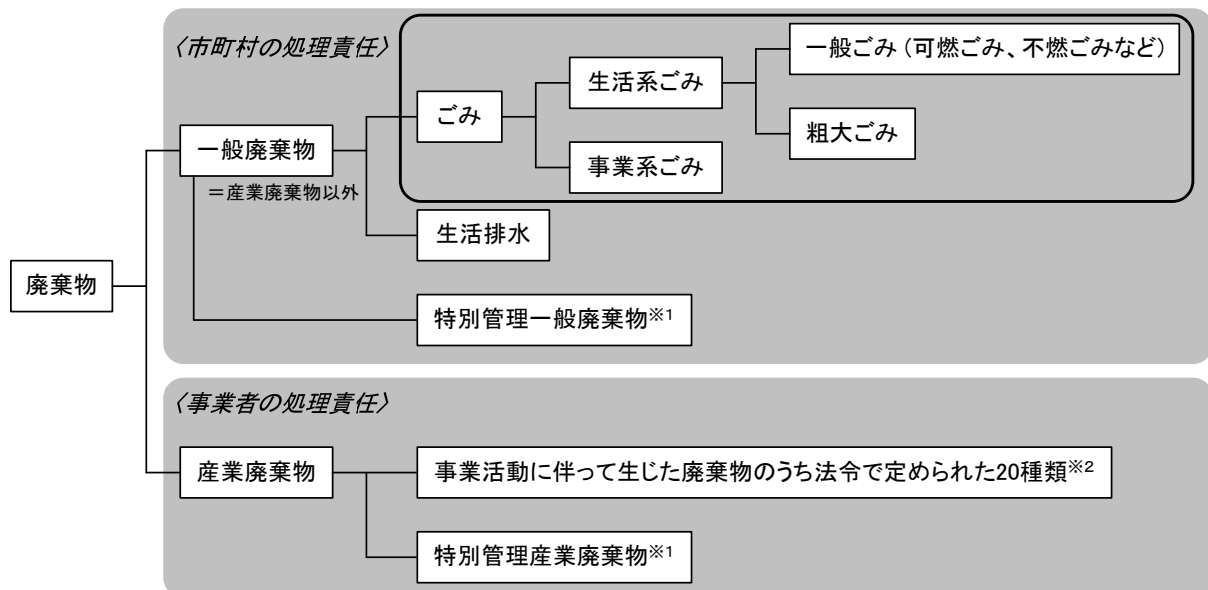 〈市町村の処理責任〉
一般ごみ（可燃ごみ、不燃ごみなど）
生活系ごみ
ごみ
粗大ごみ
一般廃棄物
事業系ごみ
＝産業廃棄物以外
生活排水
廃棄物
特別管理一般廃棄物※1
〈事業者の処理責任〉
産業廃棄物
事業活動に伴って生じた廃棄物のうち法令で定められた20種類※2
特別管理産業廃棄物※1